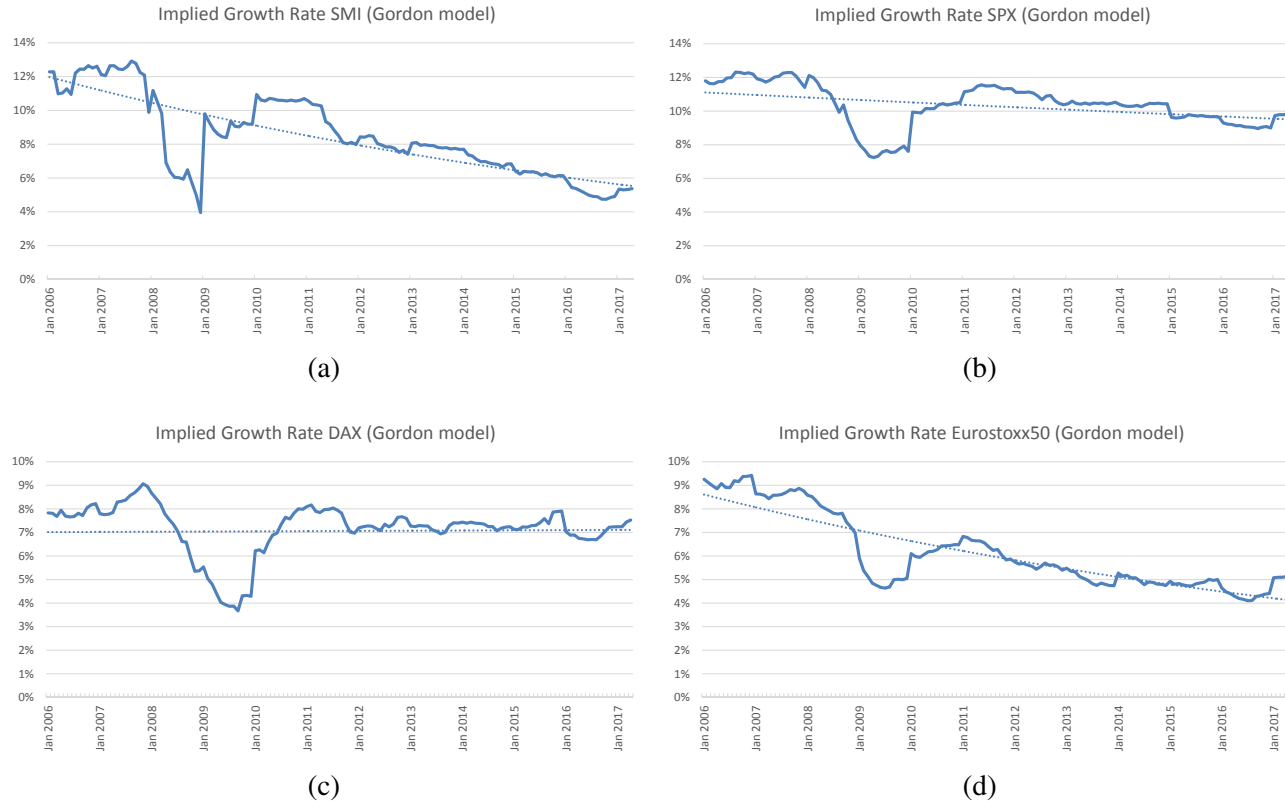 Implied Growth Rate SMI (Gordon model)
14%
12%
10%
8%
6%
4%
2%
0%
Jan 2006
Jan 2007
Jan 2008
Jan 2009
Jan 2010
Jan 2011
Jan 2012
Jan 2013
Jan 2014
Jan 2015
Jan 2016
Jan 2017
(a)
Implied Growth Rate SPX (Gordon model)
14%
12%
10%
8%
6%
4%
2%
0%
Jan 2006
Jan 2007
Jan 2008
Jan 2009
Jan 2010
Jan 2011
Jan 2012
Jan 2013
Jan 2014
Jan 2015
Jan 2016
Jan 2017
(b)
Implied Growth Rate DAX (Gordon model)
10%
9%
8%
7%
6%
5%
4%
3%
2%
1%
0%
Jan 2006
Jan 2007
Jan 2008
Jan 2009
Jan 2010
Jan 2011
Jan 2012
Jan 2013
Jan 2014
Jan 2015
Jan 2016
Jan 2017
(c)
Implied Growth Rate Eurostoxx50 (Gordon model)
10%
9%
8%
7%
6%
5%
4%
3%
2%
1%
0%
Jan 2006
Jan 2007
Jan 2008
Jan 2009
Jan 2010
Jan 2011
Jan 2012
Jan 2013
Jan 2014
Jan 2015
Jan 2016
Jan 2017
(d)